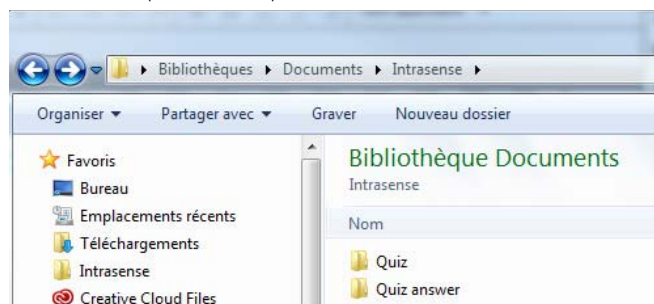 Bibliothèques Documents Intrasense
Organiser Partager avec Graver Nouveau dossier
Favoris
Bureau
Emplacements récents
Téléchargements
Intrasense
Creative Cloud Files
Bibliothèque Documents
Intrasense
Nom
Quiz
Quiz answer